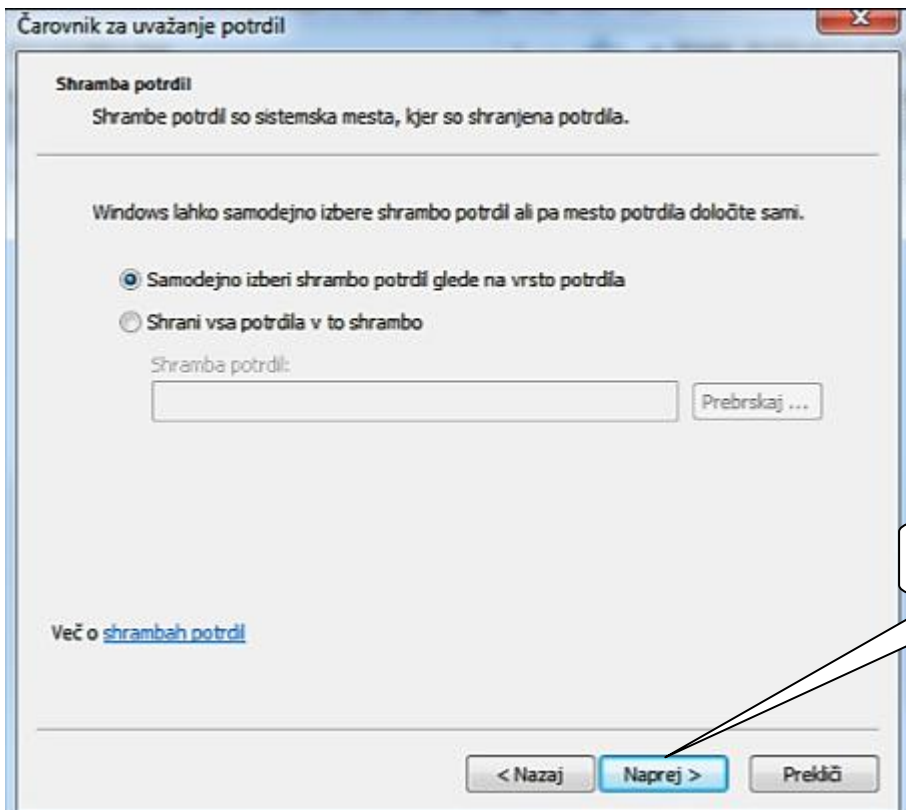 Čarovnik za uvažanje potrdil
Shramba potrdil
Shrambe potrdil so sistemska mesta, kjer so shranjena potrdila.
Windows lahko samodejno izbere shrambo potrdil ali pa mesto potrdila določite sami.
Samodejno izberi shrambo potrdil glede na vrsto potrdila
Shrani vsa potrdila v to shrambo
Shramba potrdil:
Prebrskaj ...
Več o shrambah potrdil
< Nazaj Naprej > Prekliči